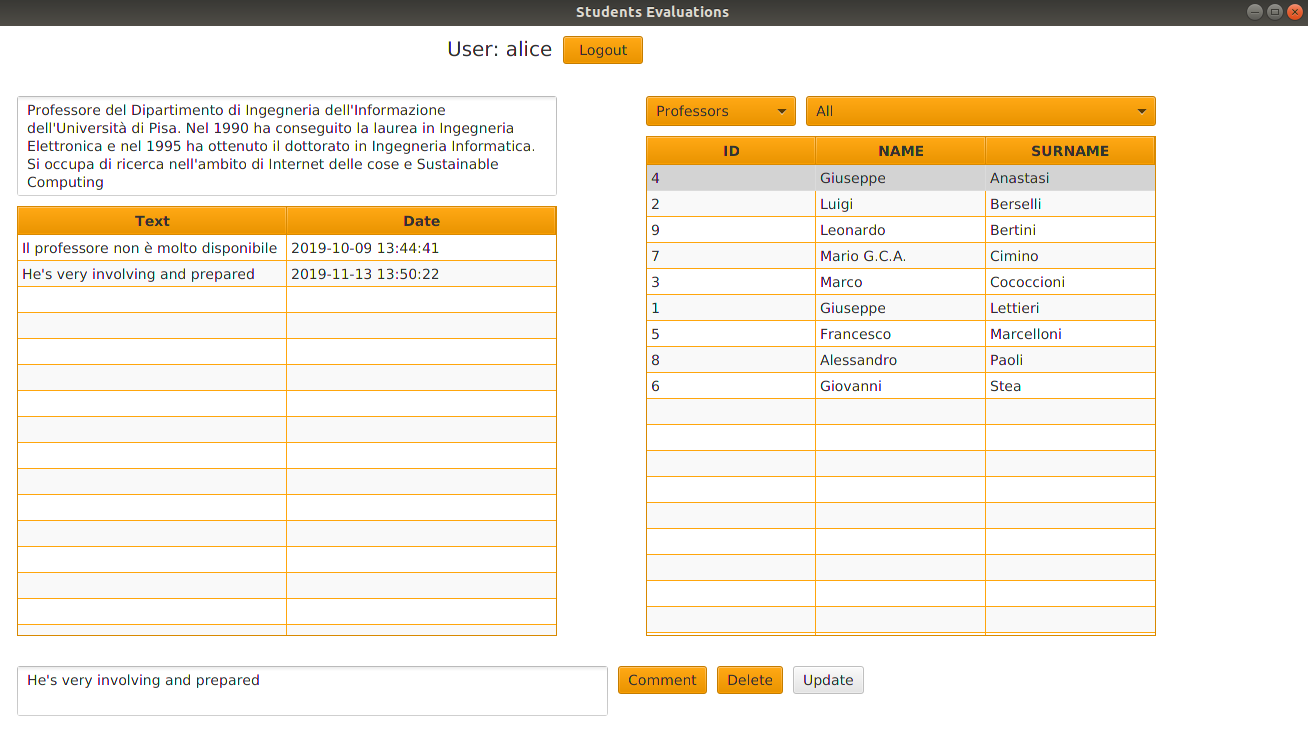 Students Evaluations
User: alice Logout
Professore del Dipartimento di Ingegneria dell'Informazione
dell'Università di Pisa. Nel 1990 ha conseguito la laurea in Ingegneria
Elettronica e nel 1995 ha ottenuto il dottorato in Ingegneria Informatica.
Si occupa di ricerca nell'ambito di Internet delle cose e Sustainable
Computing
Text Date
Il professore non è molto disponibile 2019-10-09 13:44:41
He's very involving and prepared 2019-11-13 13:50:22
Professors All
ID NAME SURNAME
4 Giuseppe Anastasi
2 Luigi Berselli
9 Leonardo Bertini
7 Mario G.C.A. Cimino
3 Marco Cococcioni
1 Giuseppe Lettieri
5 Francesco Marcelloni
8 Alessandro Paoli
6 Giovanni Stea
He's very involving and prepared
Comment Delete Update